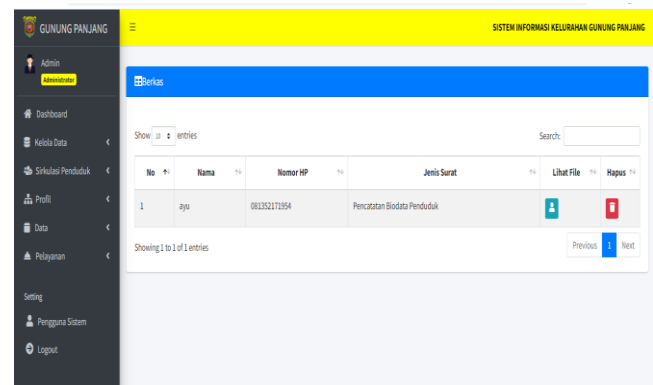 GUNUNG PANJANG
SISTEM INFORMASI KELURAHAN GUNUNG PANJANG
Admin
Administrator
Dashboard
Kelola Data
Sirkulasi Penduduk
Profil
Data
Pelayanan
Setting
Pengguna Sistem
Logout
Berkas
Show 10 entries
Search:
No Nama Nomor HP Jenis Surat Lihat File Hapus
1 ayu 081352171954 Pencatatan Biodata Penduduk
Showing 1 to 1 of 1 entries
Previous 1 Next